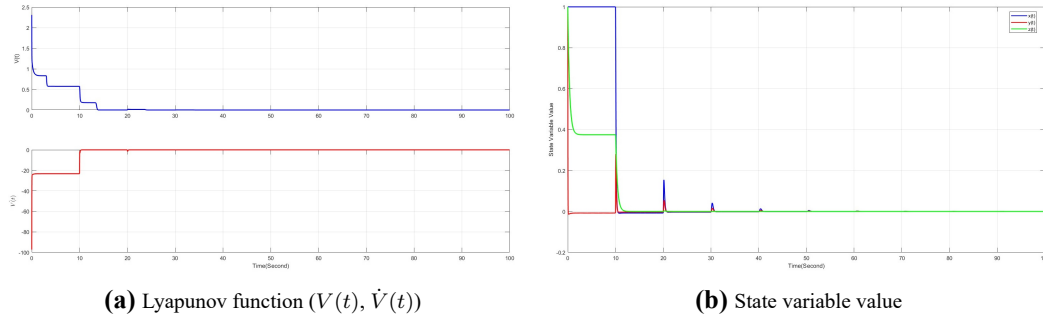 2.5
2
1.5
1
0.5
0
V(t)
0 10 20 30 40 50 60 70 80 90 100
0
-20
-40
-60
-80
-100
V̇(t)
0 10 20 30 40 50 60 70 80 90 100
Time(Second)
(a) Lyapunov function (V(t), V̇(t))
1
0.8
0.6
0.4
0.2
0
-0.2
State Variable Value
x(t)
y(t)
z(t)
0 10 20 30 40 50 60 70 80 90 100
Time(Second)
(b) State variable value